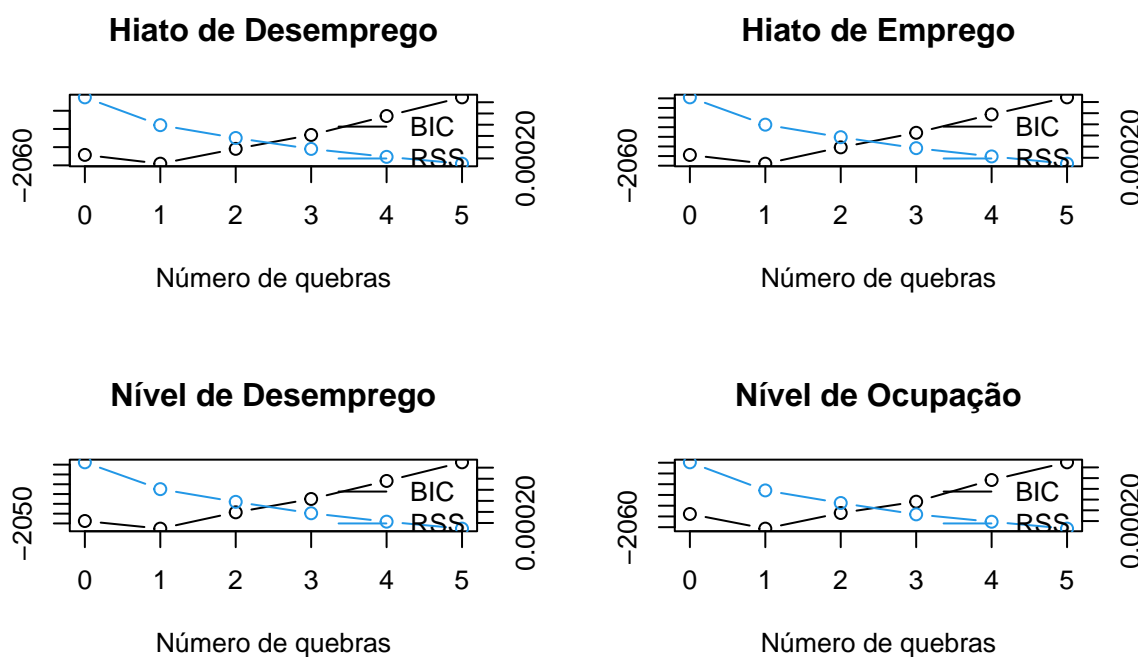 Hiato de Desemprego
−2060
0.00020
BIC
RSS
0 1 2 3 4 5
Número de quebras
Hiato de Emprego
−2060
0.00020
BIC
RSS
0 1 2 3 4 5
Número de quebras
Nível de Desemprego
−2050
0.00020
BIC
RSS
0 1 2 3 4 5
Número de quebras
Nível de Ocupação
−2060
0.00020
BIC
RSS
0 1 2 3 4 5
Número de quebras